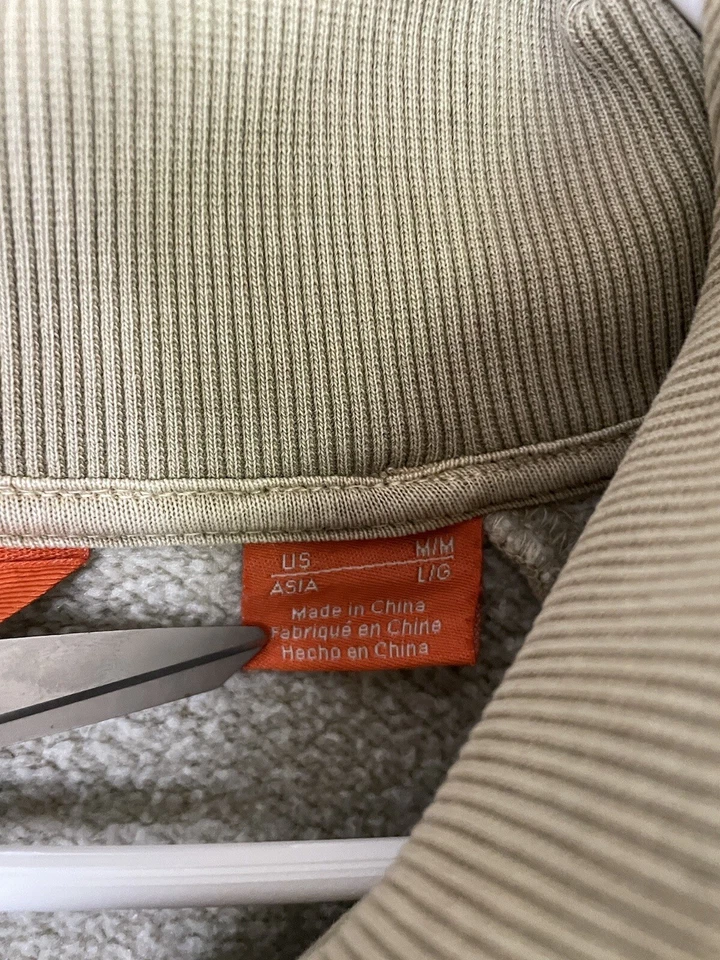 US M/M
ASIA L/G
Made in China
Fabriqué en Chine
Hecho en China